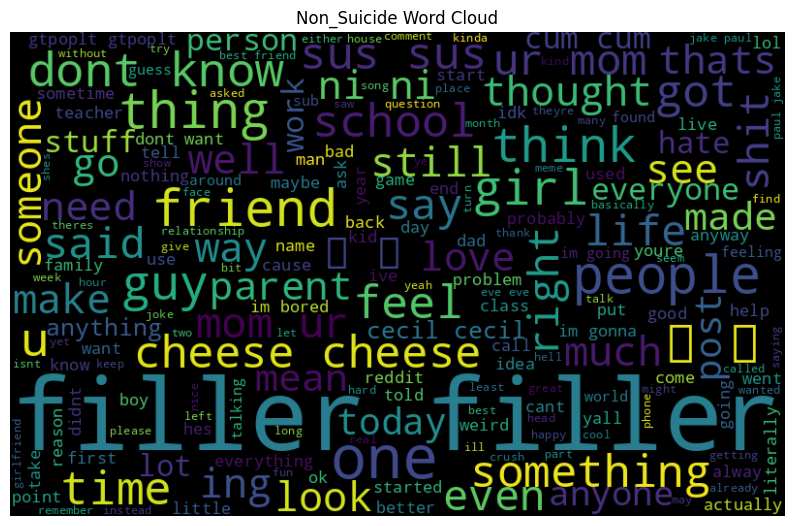 Non_Suicide Word Cloud
gtpoplt gtpoplt
person
sus sus
ur mom
cum cum
thats
jake paul
lol
without
try
best friend
either
house
comment
kinda
dont know
guess
ni ni
song
start
thought
got
kind
paul jake
someone
sometime
asked
thing
work
sub
saw
place
question
idk
theyre
many
found
shit
teacher
school
month
think
live
hate
stuff
dont want
well
man
bad
still
see
shes
go
tell
show
nothing
around
maybe
ask
year
game
end
ye
meme
girl
used
everyone
find
need
friend
face
say
turn
basically
probably
made
theres
relationship
back
day
life
anyway
said
way
give
name
kid
dad
love
thank
right
im going
youre
seem
feeling
family
use
cause
ive
people
week
hour
bit
guy
parent
yeah
problem
eve eve
talk
put
good
help
make
joke
im bored
feel
class
post
u
anything
two
let
mom ur
cecil cecil
im gonna
call
hell
idea
much
called
saying
isnt
yet
want
know
keep
cheese cheese
mean
reddit
told
hard
least
great
come
going
went
wanted
might
filler filler
boy
nice
left
talking
today
best
weird
head
world
cant
yall
phone
girlfriend
take
reason
didnt
please
hes
long
real
one
happy
cool
crush
part
ill
getting
literally
first
lot
everything
fun
ok
something
alway
already
point
time
ing
look
started
better
even
anyone
may
actually
remember
instead
little